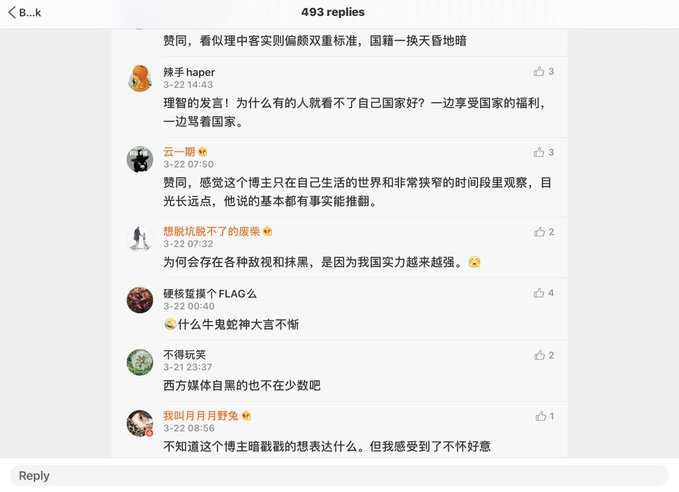 B...k
493 replies
赞同，看似理中客实则偏颇双重标准，国籍一换天昏地暗
辣手haper
3
3-22 14:43
理智的发言！为什么有的人就看不了自己国家好？一边享受国家的福利，
一边骂着国家。
云一期
3
3-22 07:50
赞同，感觉这个博主只在自己生活的世界和非常狭窄的时间段里观察，目
光长远点，他说的基本都有事实能推翻。
想脱坑脱不了的废柴
2
3-22 07:32
为何会存在各种敌视和抹黑，是因为我国实力越来越强。
硬核踅摸个FLAG么
4
3-22 00:40
什么牛鬼蛇神大言不惭
不得玩笑
2
3-21 23:37
西方媒体自黑的也不在少数吧
我叫月月月野兔
1
3-22 08:56
不知道这个博主暗戳戳的想表达什么。但我感受到了不怀好意
Reply